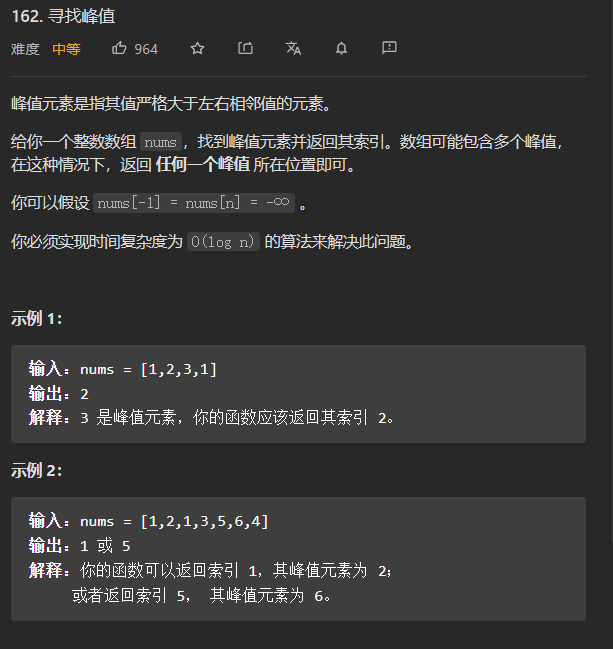 162. 寻找峰值
难度 中等 964
峰值元素是指其值严格大于左右相邻值的元素。
给你一个整数数组 nums，找到峰值元素并返回其索引。数组可能包含多个峰值，
在这种情况下，返回 任何一个峰值 所在位置即可。
你可以假设 nums[-1] = nums[n] = -∞ 。
你必须实现时间复杂度为 O(log n) 的算法来解决此问题。
示例 1：
输入：nums = [1,2,3,1]
输出：2
解释：3 是峰值元素，你的函数应该返回其索引 2。
示例 2：
输入：nums = [1,2,1,3,5,6,4]
输出：1 或 5
解释：你的函数可以返回索引 1，其峰值元素为 2；
或者返回索引 5， 其峰值元素为 6。